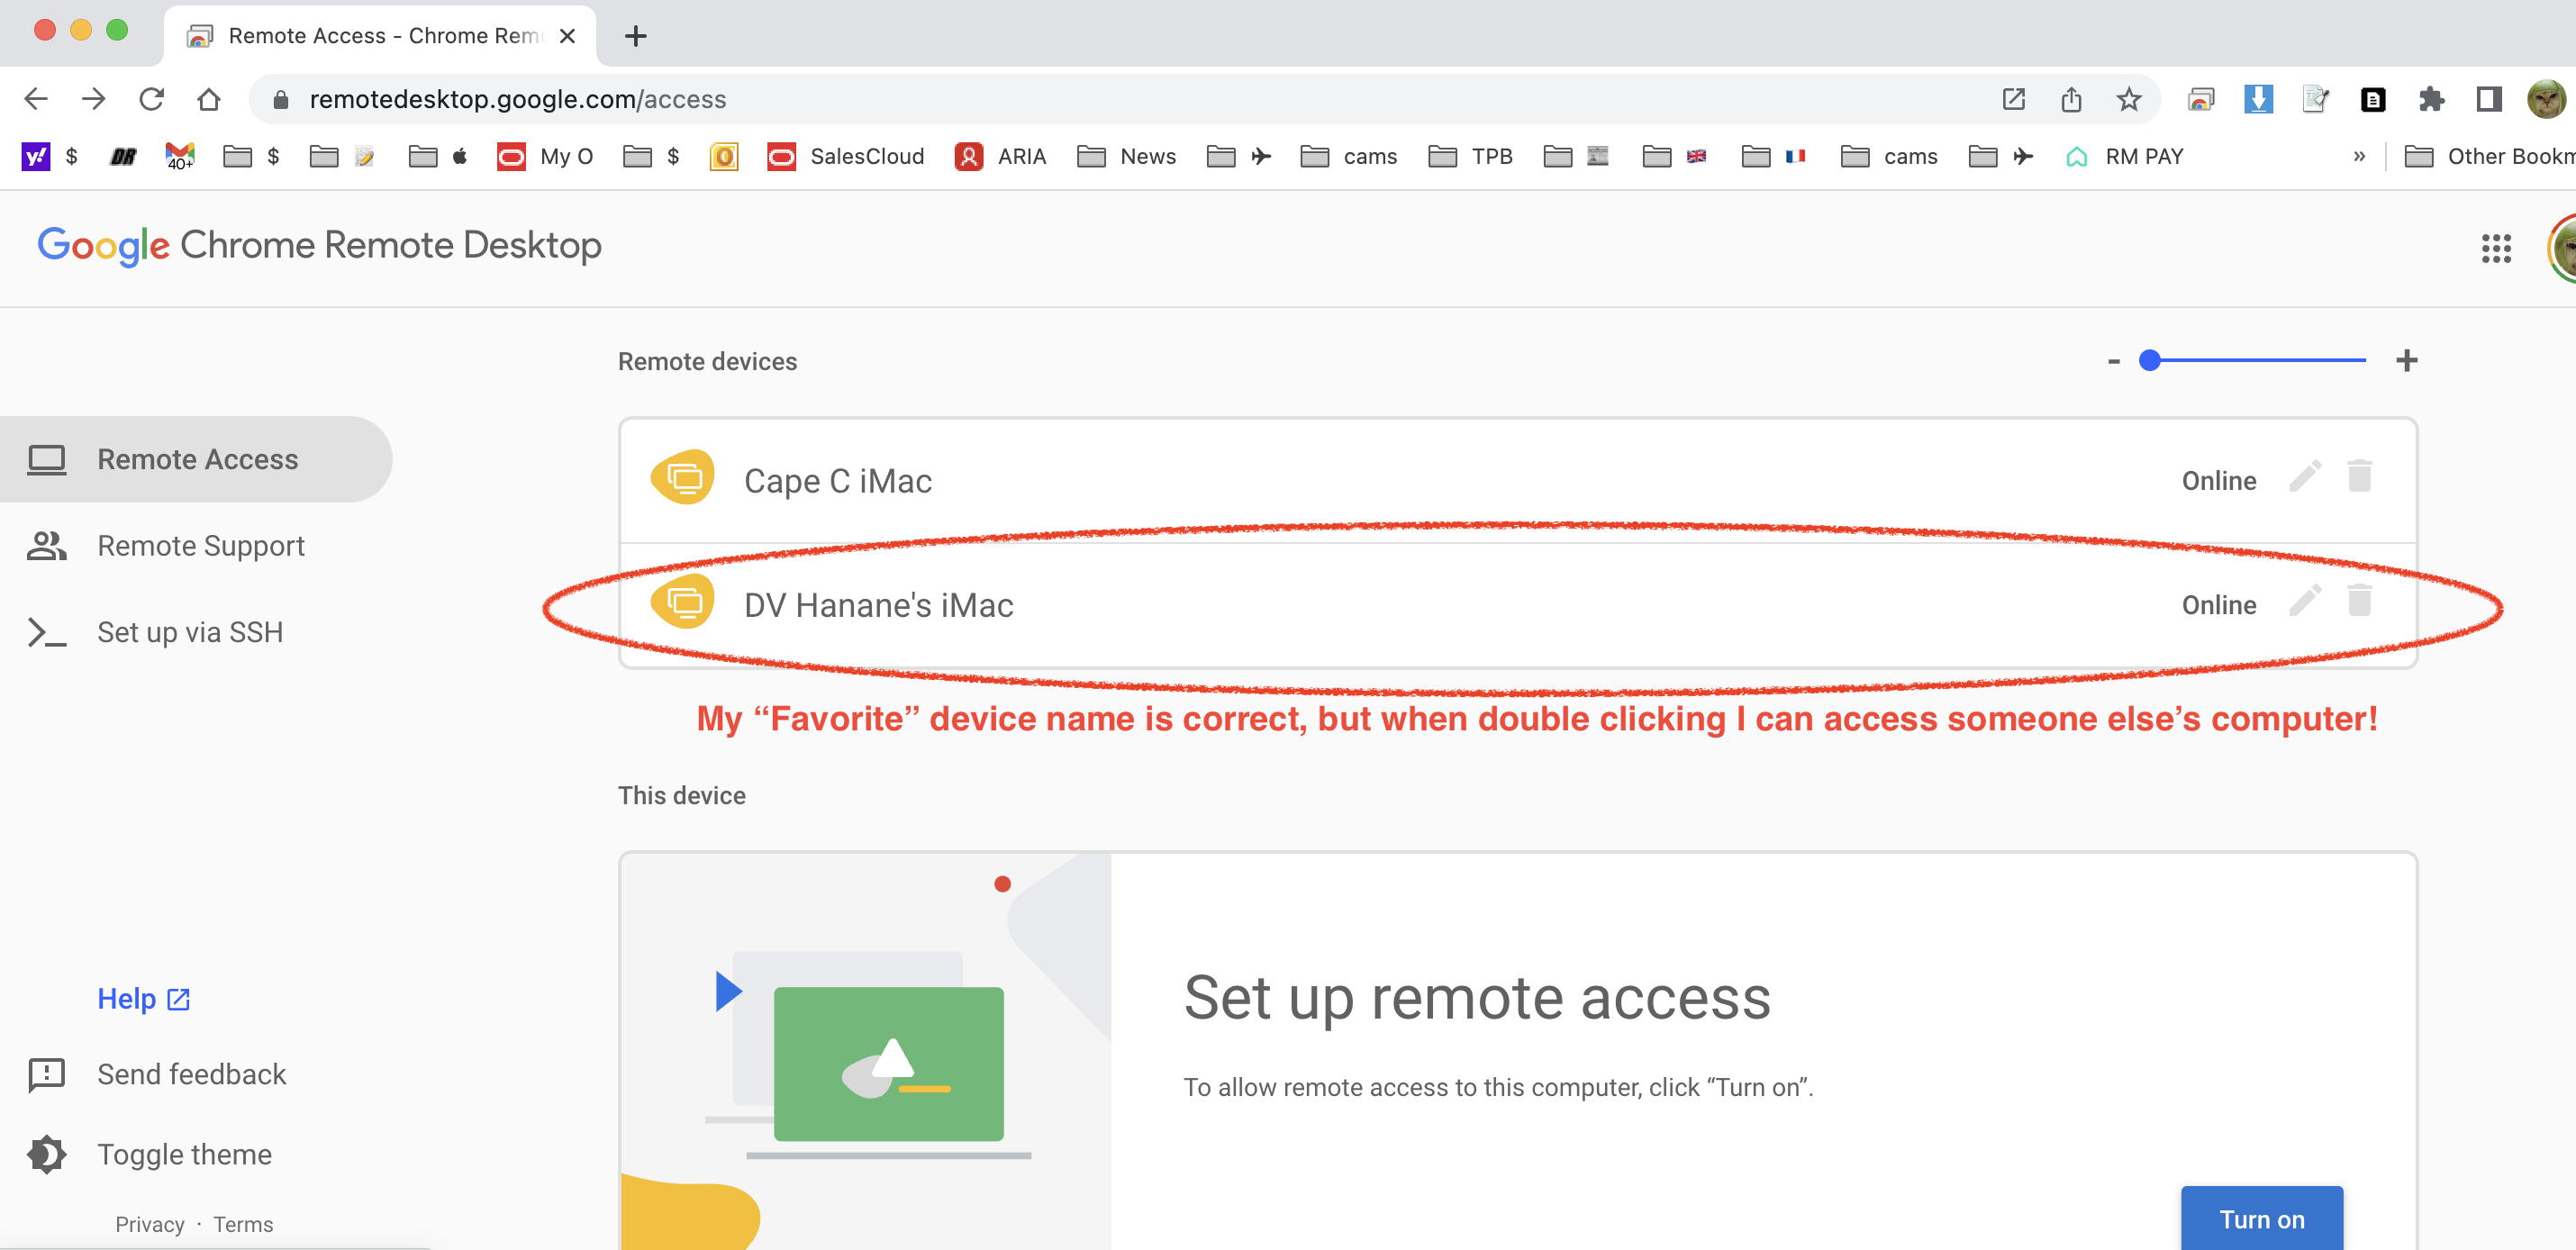 Remote Access - Chrome Rem
remotedesktop.google.com/access
$ DR 40+ $ My O $ SalesCloud ARIA News cams TPB cams RM PAY » Other Bookm
Google Chrome Remote Desktop
Remote devices - +
Remote Access
Cape C iMac Online
Remote Support
DV Hanane's iMac Online
Set up via SSH
My “Favorite” device name is correct, but when double clicking I can access someone else’s computer!
This device
Set up remote access
Help
Send feedback
To allow remote access to this computer, click “Turn on”.
Toggle theme
Privacy · Terms
Turn on